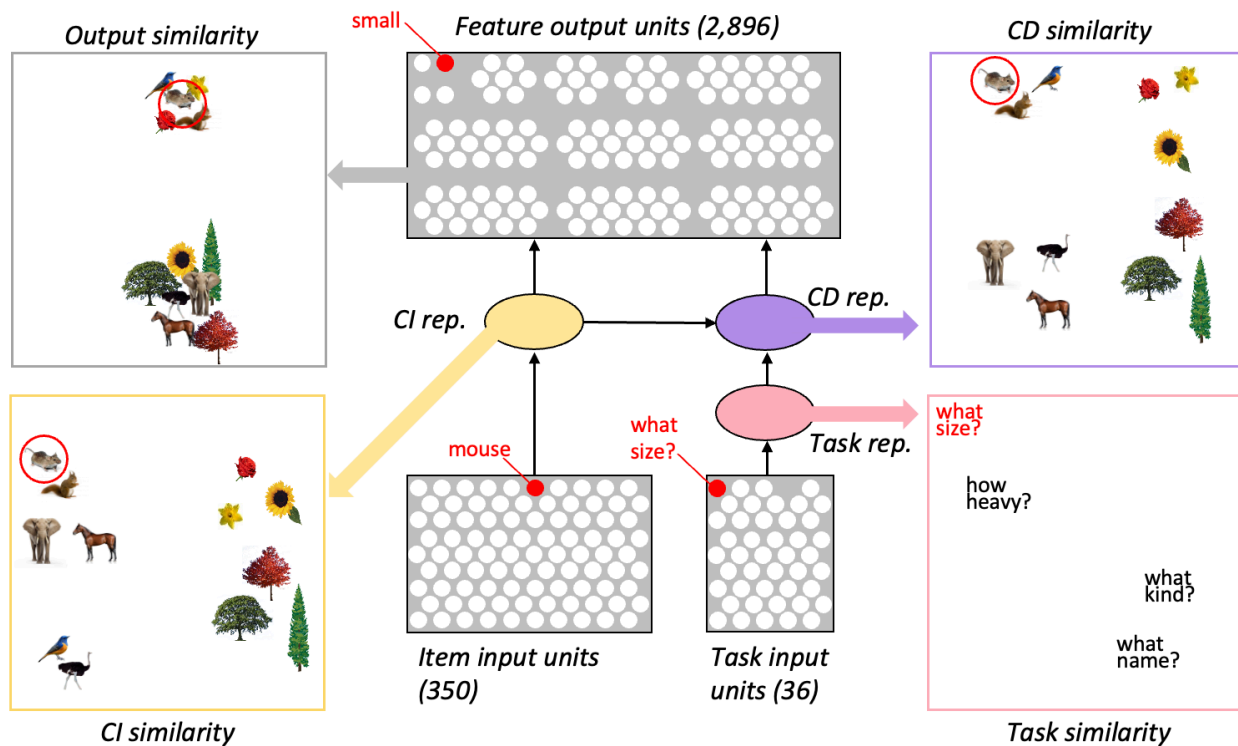 Output similarity
small
Feature output units (2,896)
CD similarity
CI rep.
CD rep.
what
size?
mouse
Task rep.
what
size?
how
heavy?
what
kind?
what
name?
Item input units
(350)
Task input
units (36)
CI similarity
Task similarity